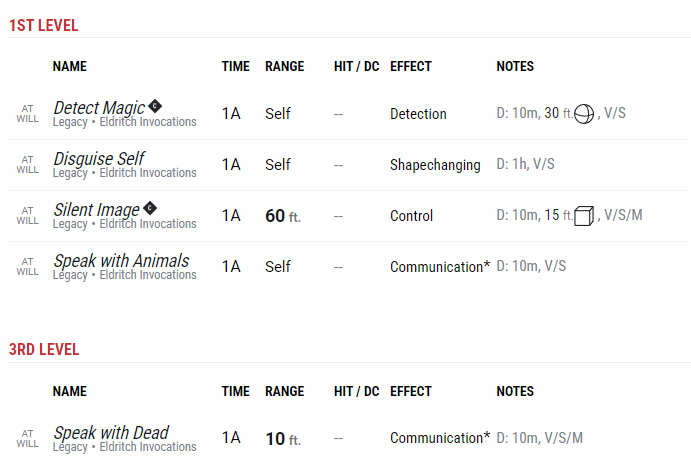 1ST LEVEL
NAME TIME RANGE HIT / DC EFFECT NOTES
AT WILL Detect Magic C 1A Self -- Detection D: 10m, 30 ft. , V/S
Legacy • Eldritch Invocations
AT WILL Disguise Self 1A Self -- Shapechanging D: 1h, V/S
Legacy • Eldritch Invocations
AT WILL Silent Image C 1A 60 ft. -- Control D: 10m, 15 ft. , V/S/M
Legacy • Eldritch Invocations
AT WILL Speak with Animals 1A Self -- Communication* D: 10m, V/S
Legacy • Eldritch Invocations
3RD LEVEL
NAME TIME RANGE HIT / DC EFFECT NOTES
AT WILL Speak with Dead 1A 10 ft. -- Communication* D: 10m, V/S/M
Legacy • Eldritch Invocations